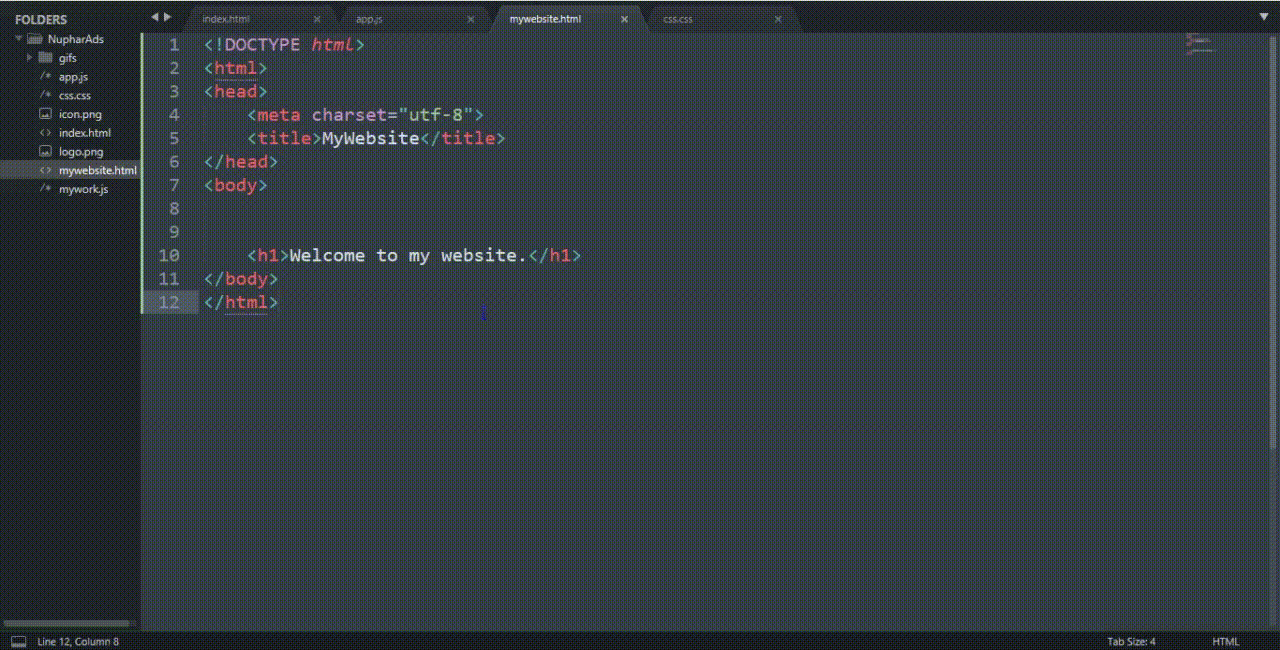 FOLDERS
NupharAds
gifs
/* app.js
/* css.css
icon.png
<> index.html
logo.png
<> mywebsite.html
/* mywork.js
index.html ×
app.js ×
mywebsite.html ×
css.css ×
1 <!DOCTYPE html>
2 <html>
3 <head>
4 <meta charset="utf-8">
5 <title>MyWebsite</title>
6 </head>
7 <body>
8
9
10 <h1>Welcome to my website.</h1>
11 </body>
12 </html>
Line 12, Column 8
Tab Size: 4
HTML